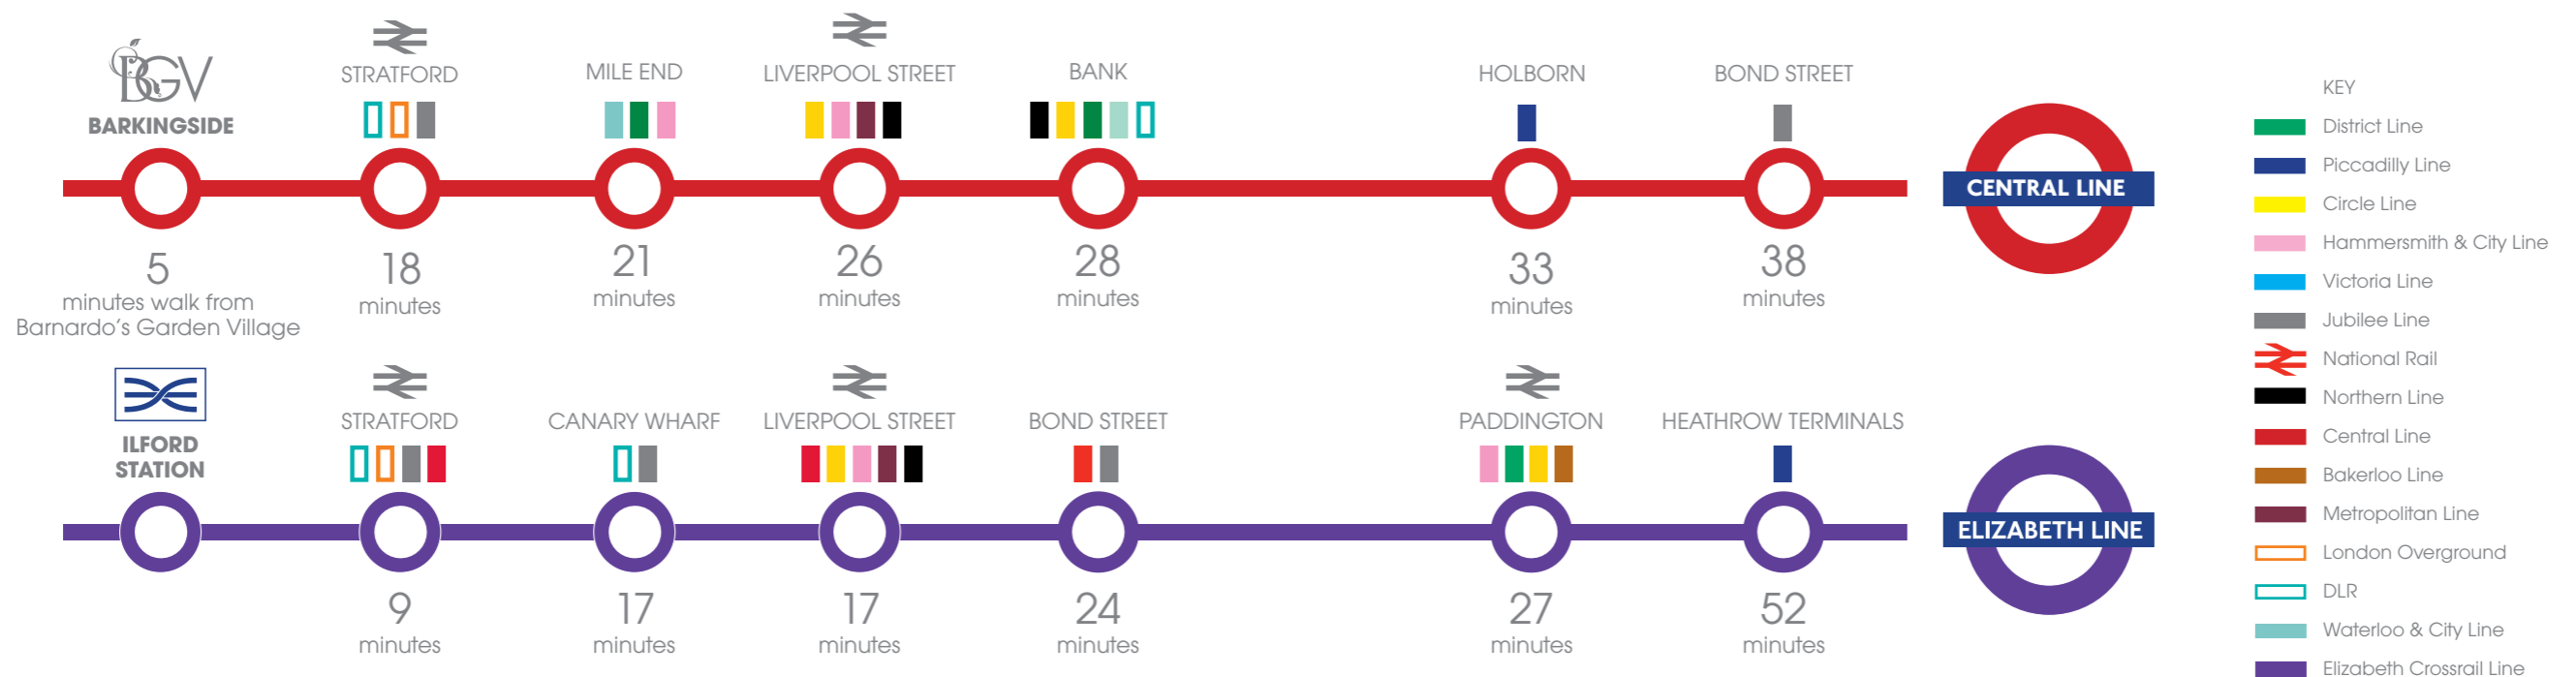 BGV
BARKINGSIDE
5
minutes walk from
Barnardo's Garden Village
STRATFORD
18
minutes
MILE END
21
minutes
LIVERPOOL STREET
26
minutes
BANK
28
minutes
HOLBORN
33
minutes
BOND STREET
38
minutes
CENTRAL LINE
ILFORD
STATION
STRATFORD
9
minutes
CANARY WHARF
17
minutes
LIVERPOOL STREET
17
minutes
BOND STREET
24
minutes
PADDINGTON
27
minutes
HEATHROW TERMINALS
52
minutes
ELIZABETH LINE
KEY
District Line
Piccadilly Line
Circle Line
Hammersmith & City Line
Victoria Line
Jubilee Line
National Rail
Northern Line
Central Line
Bakerloo Line
Metropolitan Line
London Overground
DLR
Waterloo & City Line
Elizabeth Crossrail Line